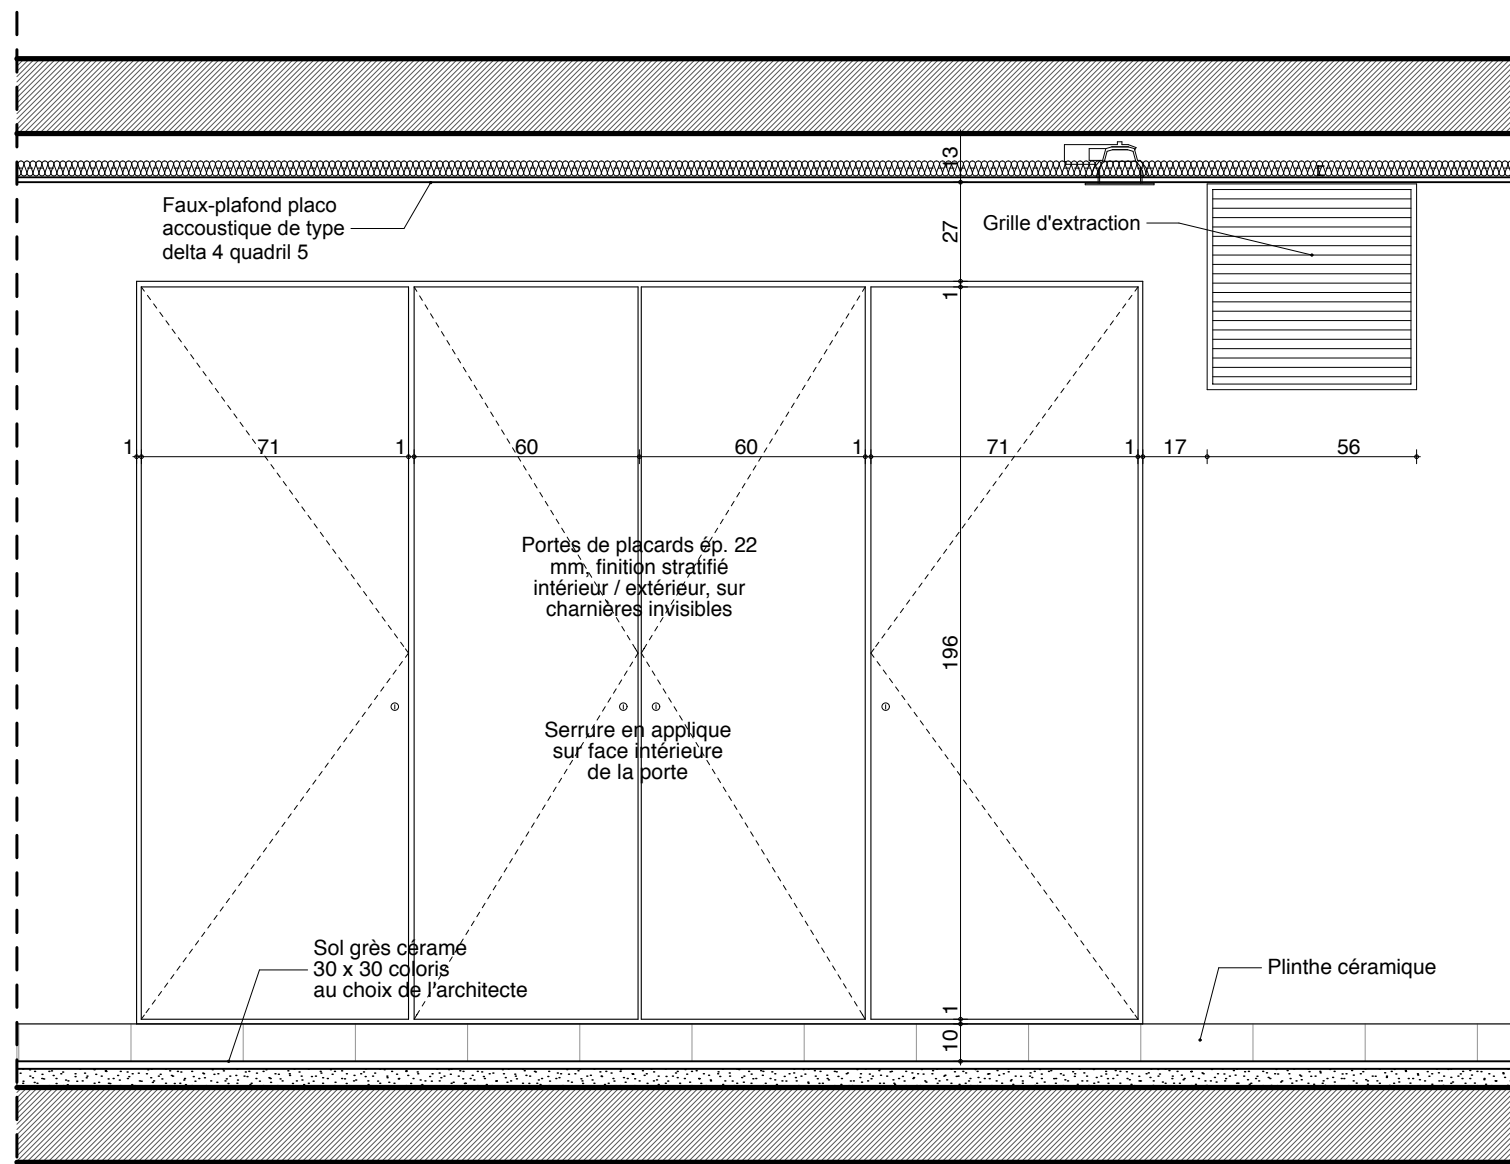 13
Faux-plafond placo
accoustique de type
delta 4 quadril 5
27
Grille d'extraction
1
1 71 1 60 60 1 71 1 17 56
Portes de placards ép. 22
mm, finition stratifié
intérieur / extérieur, sur
charnières invisibles
196
Serrure en applique
sur face intérieure
de la porte
Sol grès cérame
30 x 30 coloris
au choix de l'architecte
Plinthe céramique
1
10